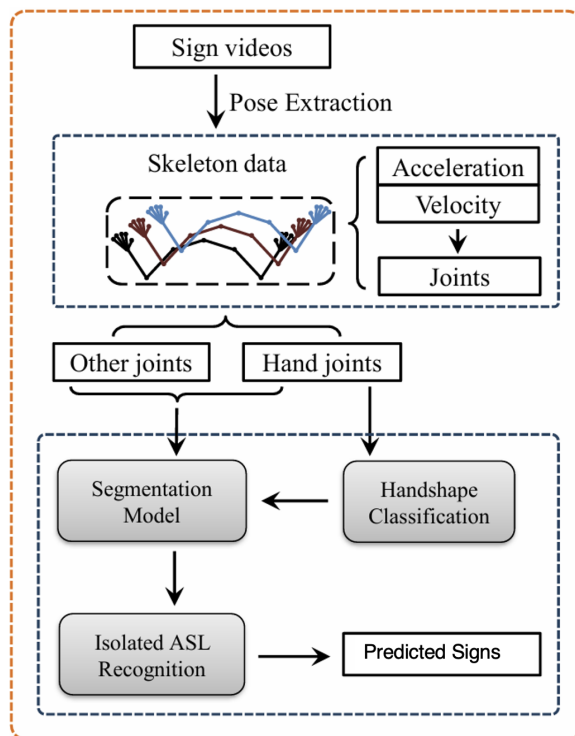 Sign videos
Pose Extraction
Skeleton data
Acceleration
Velocity
Joints
Other joints
Hand joints
Segmentation
Model
Handshape
Classification
Isolated ASL
Recognition
Predicted Signs